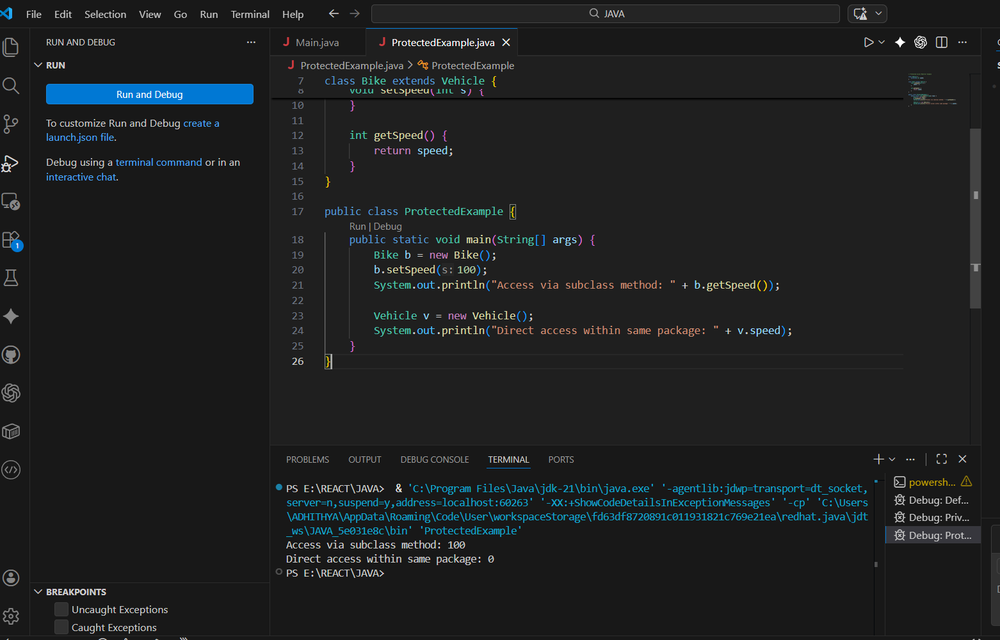 File Edit Selection View Go Run Terminal Help
JAVA
RUN AND DEBUG
RUN
Run and Debug
To customize Run and Debug create a
launch.json file.
Debug using a terminal command or in an
interactive chat.
1
BREAKPOINTS
Uncaught Exceptions
Caught Exceptions
Main.java
ProtectedExample.java
ProtectedExample.java > ProtectedExample
7 class Bike extends Vehicle {
8 void setSpeed(int s) {
10 }
11
12 int getSpeed() {
13 return speed;
14 }
15 }
16
17 public class ProtectedExample {
Run | Debug
18 public static void main(String[] args) {
19 Bike b = new Bike();
20 b.setSpeed(s: 100);
21 System.out.println("Access via subclass method: " + b.getSpeed());
22
23 Vehicle v = new Vehicle();
24 System.out.println("Direct access within same package: " + v.speed);
25 }
26 }
PROBLEMS OUTPUT DEBUG CONSOLE TERMINAL PORTS
PS E:\REACT\JAVA> & 'C:\Program Files\Java\jdk-21\bin\java.exe' '-agentlib:jdwp=transport=dt_socket,
server=n,suspend=y,address=localhost:60263' '-XX:+ShowCodeDetailsInExceptionMessages' '-cp' 'C:\Users
\ADHITHYA\AppData\Roaming\Code\User\workspaceStorage\fd63df8720891c011931821c769e21ea\redhat.java\jdt
_ws\JAVA_5e031e8c\bin' 'ProtectedExample'
Access via subclass method: 100
Direct access within same package: 0
PS E:\REACT\JAVA>
powersh...
Debug: Def...
Debug: Priv...
Debug: Prot...